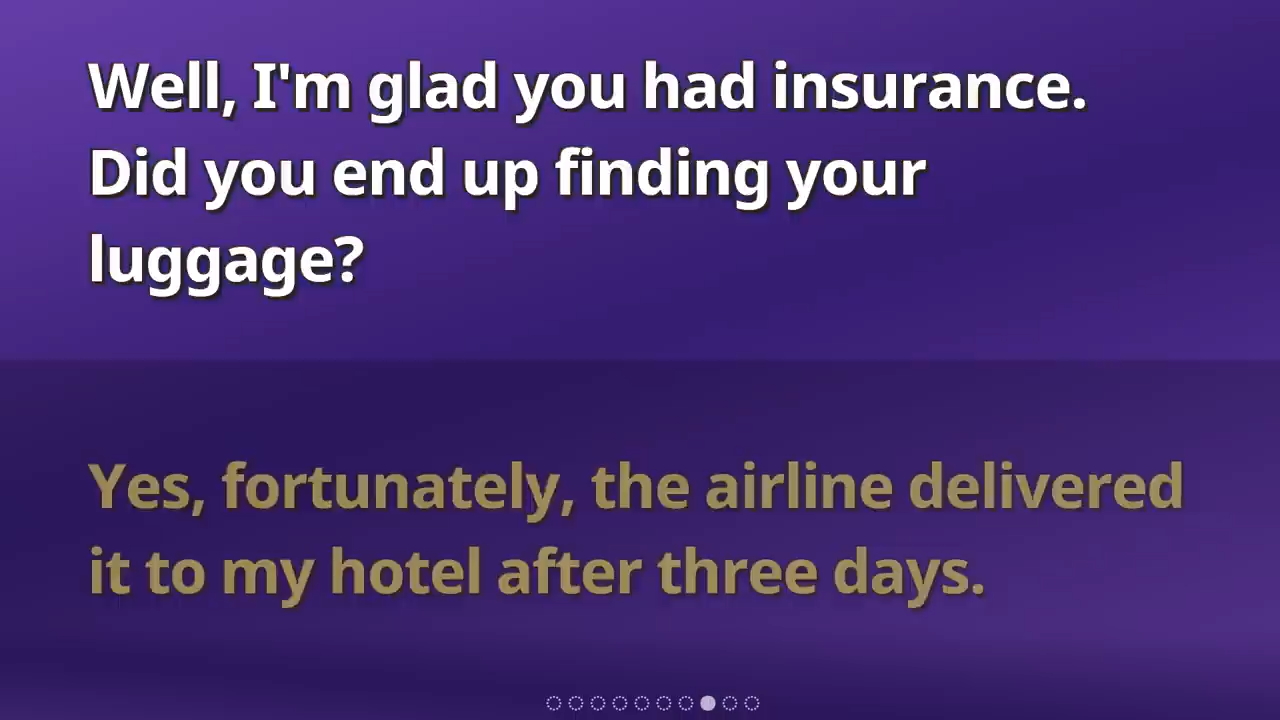 Well, I'm glad you had insurance.
Did you end up finding your
luggage?
Yes, fortunately, the airline delivered
it to my hotel after three days.